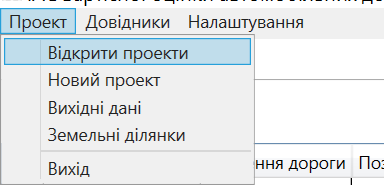 Проект Довідники Налаштування
Відкрити проекти
Новий проект
Вихідні дані
Земельні ділянки
Вихід
дороги